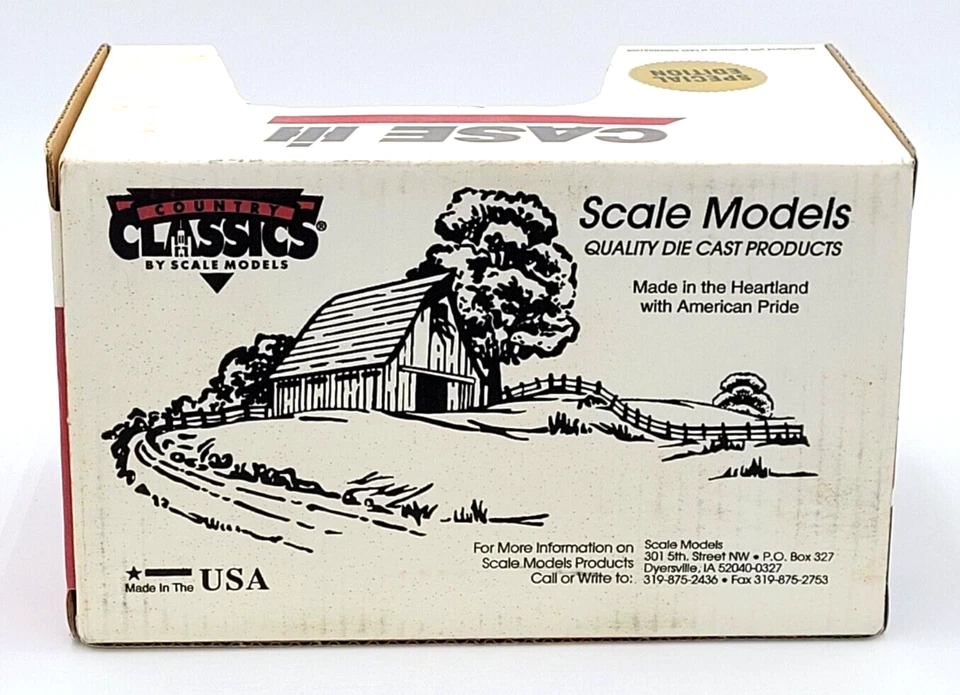 SPECIAL
EDITION
CASE IH
COUNTRY
CLASSICS®
BY SCALE MODELS
Scale Models
QUALITY DIE CAST PRODUCTS
Made in the Heartland
with American Pride
For More Information on
Scale Models Products
Call or Write to:
Scale Models
301 5th. Street NW • P.O. Box 327
Dyersville, IA 52040-0327
319-875-2436 • Fax 319-875-2753
Made In The USA